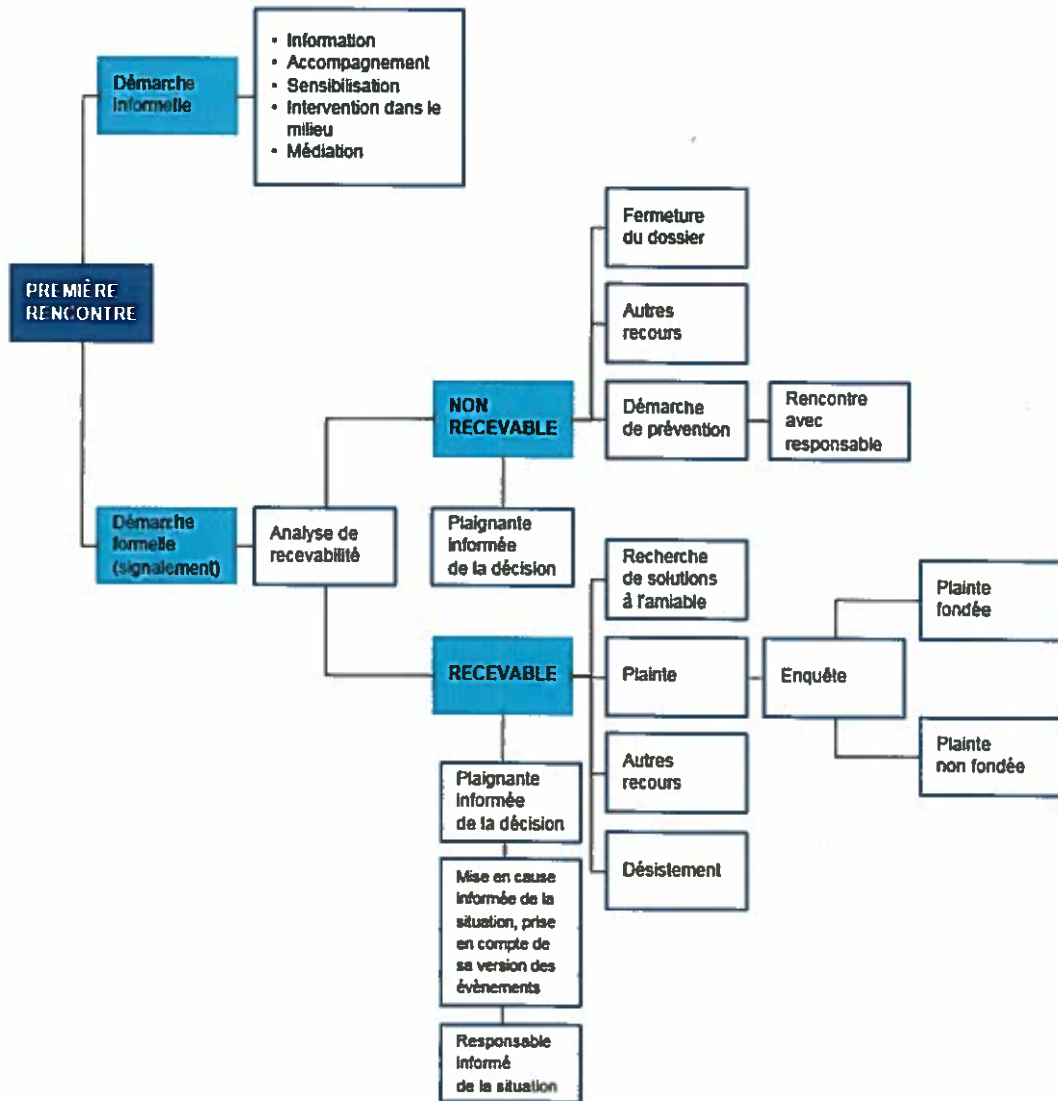 • Information
• Accompagnement
• Sensibilisation
• Intervention dans le
milieu
• Médiation
Démarche
informelle
PREMIÈRE
RENCONTRE
Fermeture
du dossier
Autres
recours
NON
RECEVABLE
Démarche
de prévention
Rencontre
avec
responsable
Démarche
formelle
(signalement)
Analyse de
recevabilité
Plaignante
informée
de la décision
Recherche
de solutions
à l'amiable
Plainte
fondée
RECEVABLE
Plainte
Enquête
Plainte
non fondée
Plaignante
informée
de la décision
Autres
recours
Mise en cause
informée de la
situation, prise
en compte de
sa version des
évènements
Désistement
Responsable
informé
de la situation